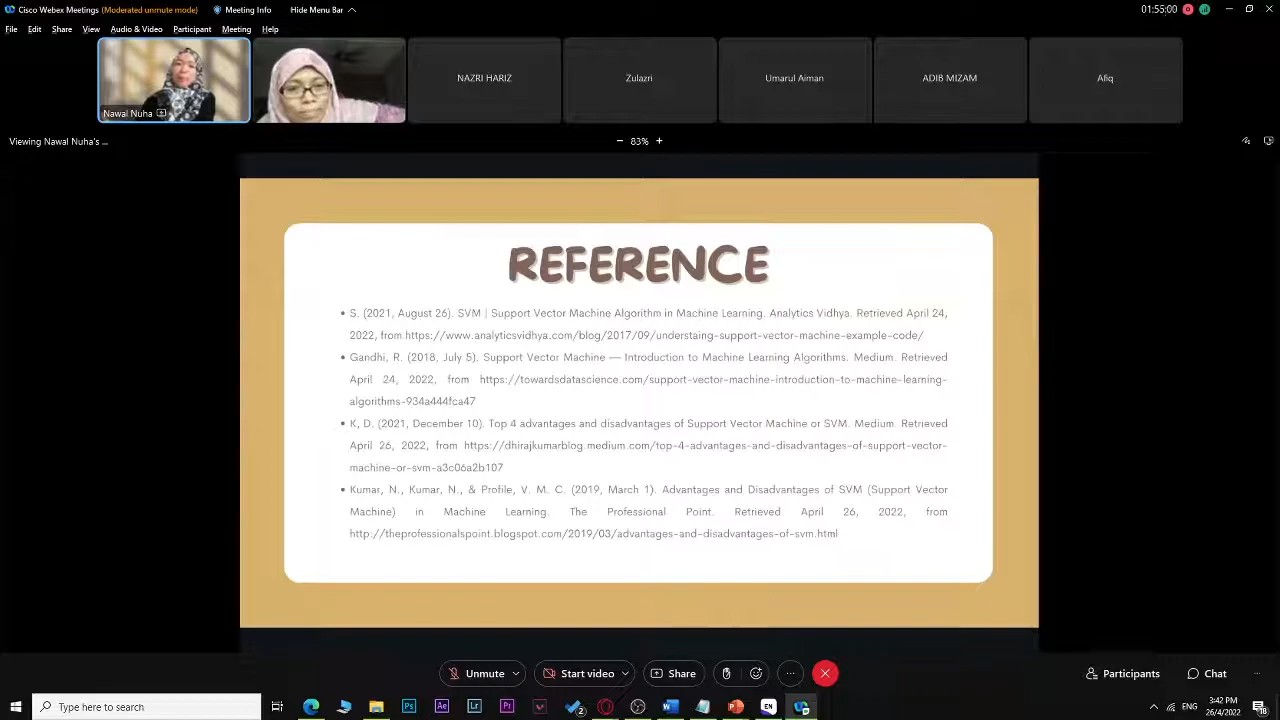 Cisco Webex Meetings (Moderated unmute mode) Meeting Info Hide Menu Bar 01:55:00
File Edit Share View Audio & Video Participant Meeting Help
NAZRI HARIZ Zulazri Umarul Aiman ADIB MIZAM Afiq
Nawal Nuha
Viewing Nawal Nuha's ... 83%
REFERENCE
S. (2021, August 26). SVM | Support Vector Machine Algorithm in Machine Learning. Analytics Vidhya. Retrieved April 24,
2022, from https://www.analyticsvidhya.com/blog/2017/09/understaing-support-vector-machine-example-code/
Gandhi, R. (2018, July 5). Support Vector Machine — Introduction to Machine Learning Algorithms. Medium. Retrieved
April 24, 2022, from https://towardsdatascience.com/support-vector-machine-introduction-to-machine-learning-
algorithms-934a444fca47
K, D. (2021, December 10). Top 4 advantages and disadvantages of Support Vector Machine or SVM. Medium. Retrieved
April 26, 2022, from https://dhirajkumarblog.medium.com/top-4-advantages-and-disadvantages-of-support-vector-
machine-or-svm-a3c06a2b107
Kumar, N., Kumar, N., & Profile, V. M. C. (2019, March 1). Advantages and Disadvantages of SVM (Support Vector
Machine) in Machine Learning. The Professional Point. Retrieved April 26, 2022, from
http://theprofessionalspoint.blogspot.com/2019/03/advantages-and-disadvantages-of-svm.html
Unmute Start video Share Participants Chat
Type here to search Ps Ae Lr Pr EN ENG 3:42 PM
26/4/2022 18